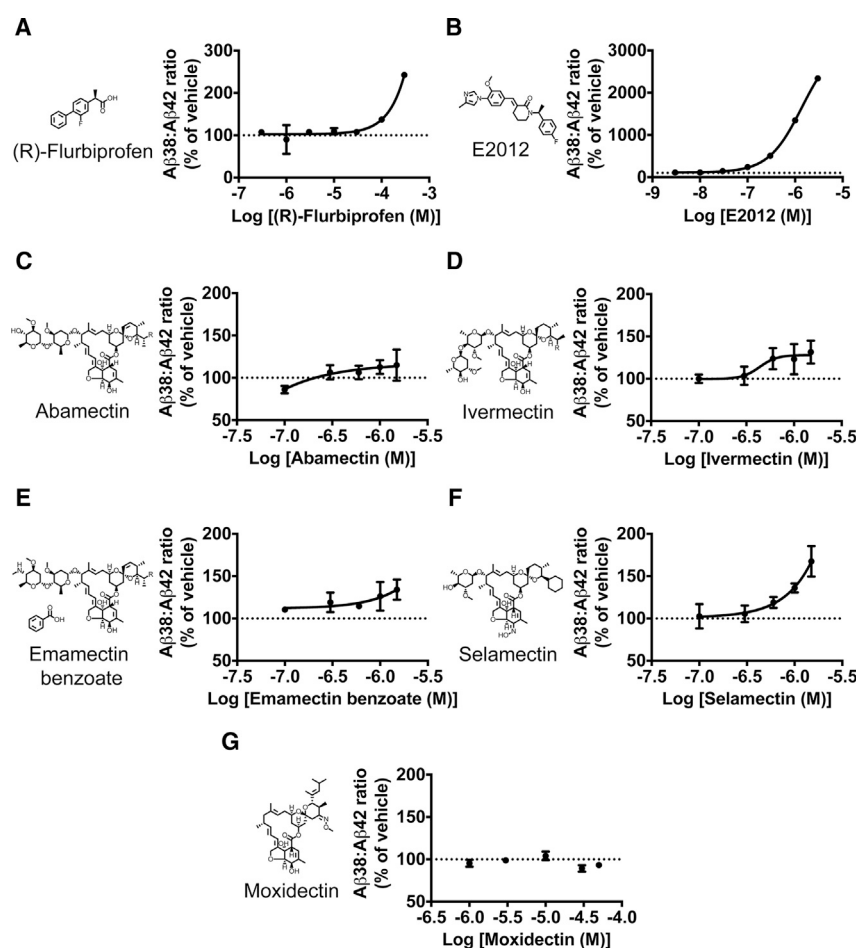 A
(R)-Flurbiprofen
Aβ38:Aβ42 ratio
(% of vehicle)
300
200
100
0
-7 -6 -5 -4 -3
Log [(R)-Flurbiprofen (M)]
B
E2012
Aβ38:Aβ42 ratio
(% of vehicle)
3000
2000
1000
0
-9 -8 -7 -6 -5
Log [E2012 (M)]
C
Abamectin
Aβ38:Aβ42 ratio
(% of vehicle)
200
150
100
50
-7.5 -7.0 -6.5 -6.0 -5.5
Log [Abamectin (M)]
D
Ivermectin
Aβ38:Aβ42 ratio
(% of vehicle)
200
150
100
50
-7.5 -7.0 -6.5 -6.0 -5.5
Log [Ivermectin (M)]
E
Emamectin
benzoate
Aβ38:Aβ42 ratio
(% of vehicle)
200
150
100
50
-7.5 -7.0 -6.5 -6.0 -5.5
Log [Emamectin benzoate (M)]
F
Selamectin
Aβ38:Aβ42 ratio
(% of vehicle)
200
150
100
50
-7.5 -7.0 -6.5 -6.0 -5.5
Log [Selamectin (M)]
G
Moxidectin
Aβ38:Aβ42 ratio
(% of vehicle)
200
150
100
50
-6.5 -6.0 -5.5 -5.0 -4.5 -4.0
Log [Moxidectin (M)]